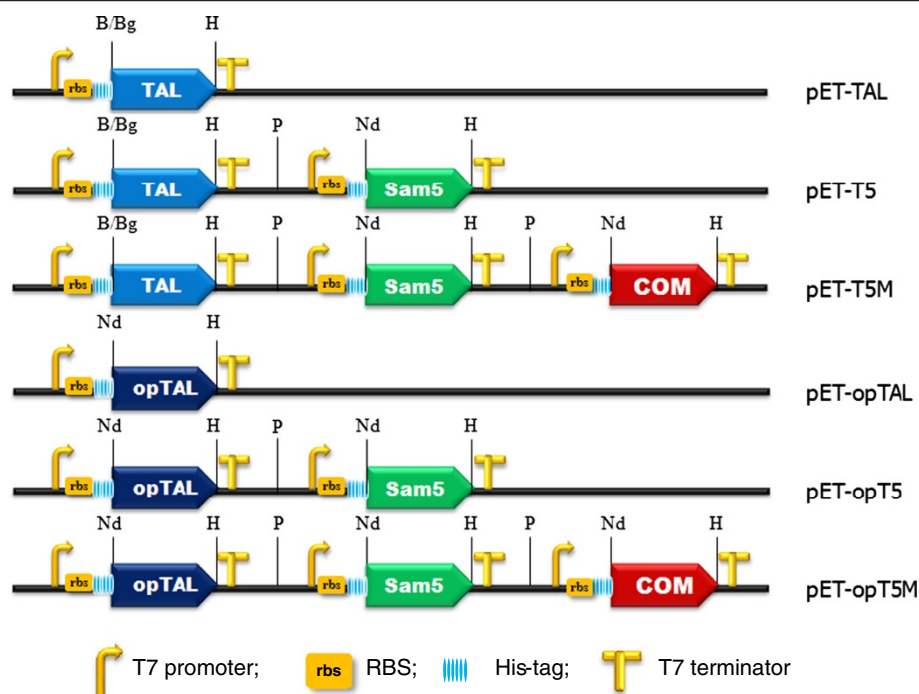 B/Bg H
rbs TAL pET-TAL
B/Bg H P Nd H
rbs TAL rbs Sam5 pET-T5
B/Bg H P Nd H P Nd H
rbs TAL rbs Sam5 rbs COM pET-T5M
Nd H
rbs opTAL pET-opTAL
Nd H P Nd H
rbs opTAL rbs Sam5 pET-opT5
Nd H P Nd H P Nd H
rbs opTAL rbs Sam5 rbs COM pET-opT5M
T7 promoter; rbs RBS; His-tag; T7 terminator